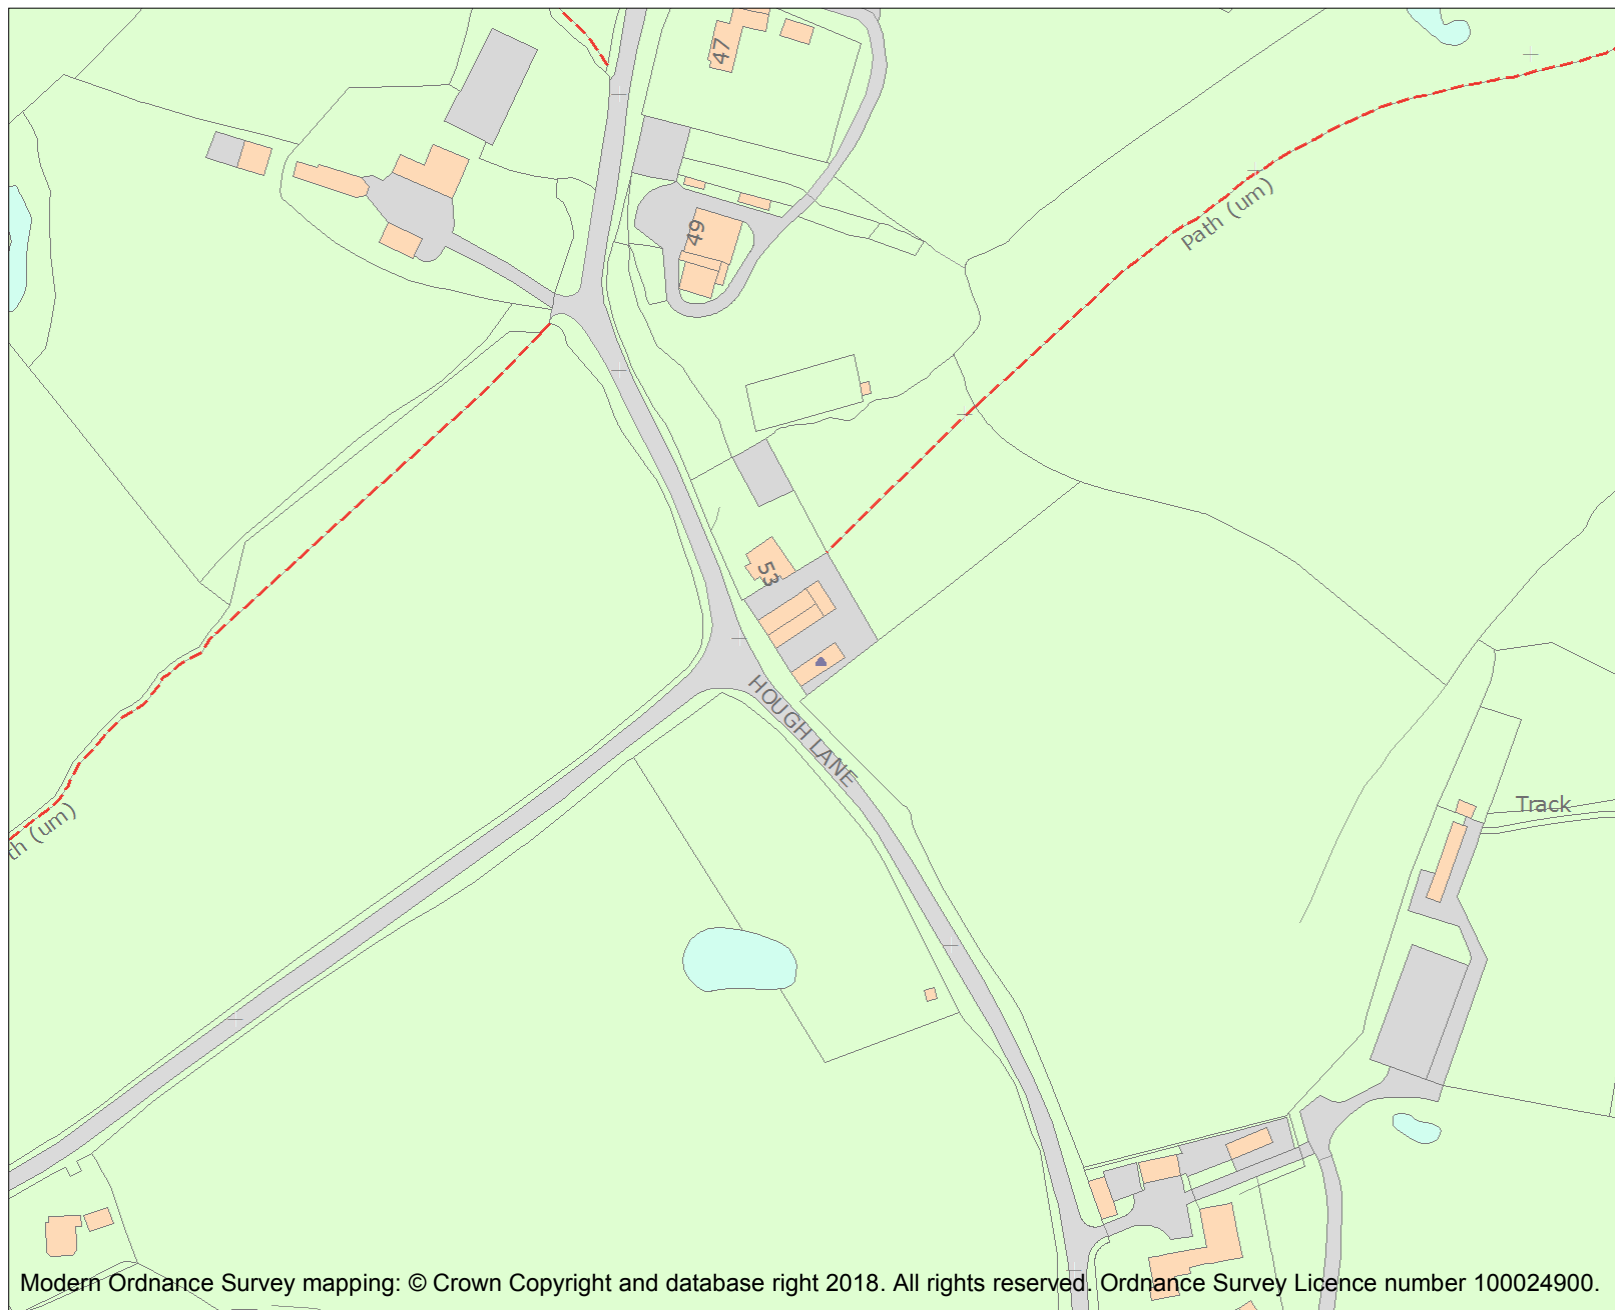 47
49
Path (um)
53
HOUGH LANE
Track
th (um)
Modern Ordnance Survey mapping: © Crown Copyright and database right 2018. All rights reserved. Ordnance Survey Licence number 100024900.